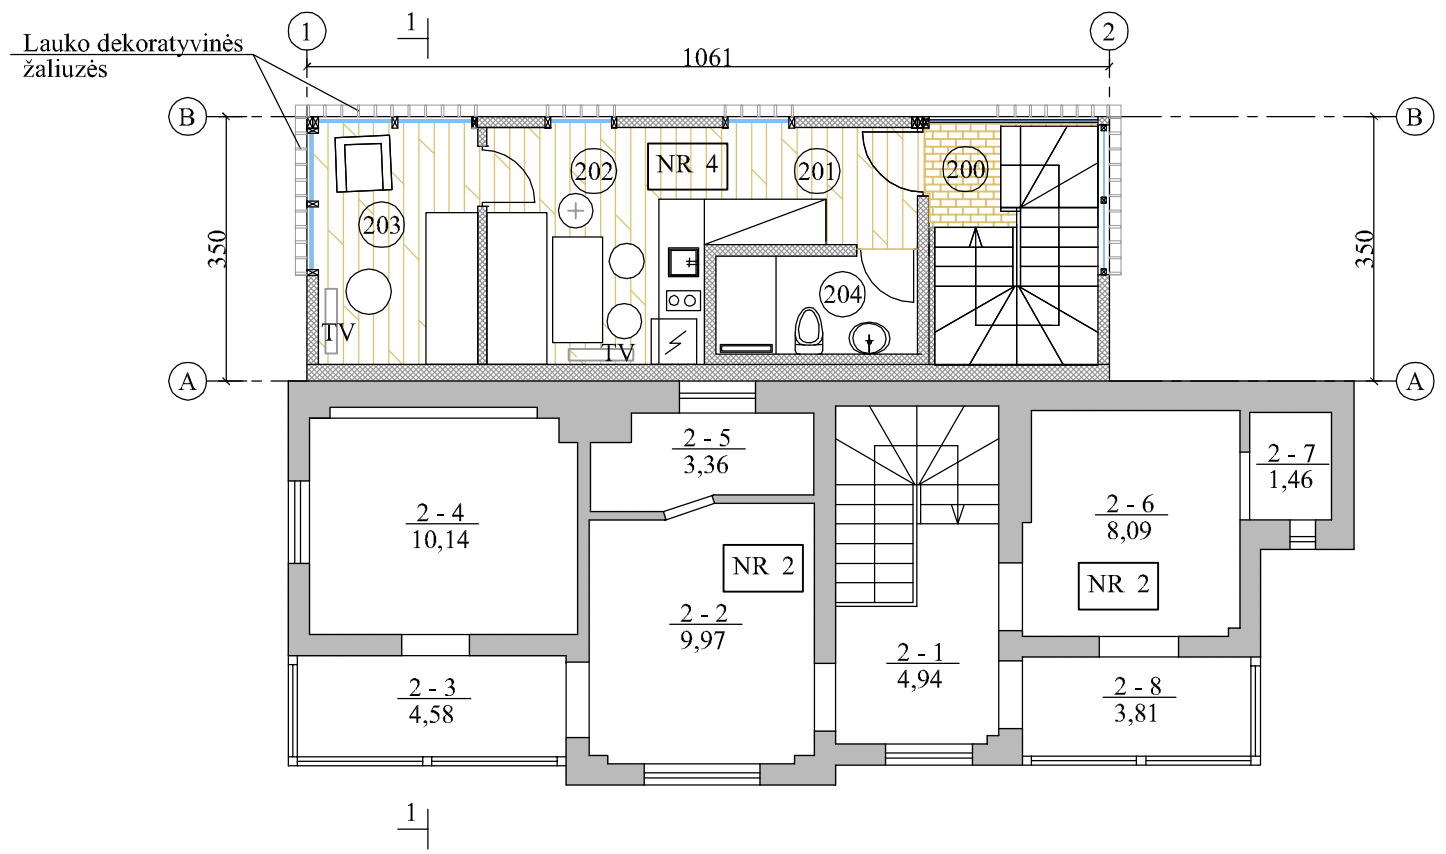 1
1
2
Lauko dekoratyvinės
žaliuzės
1061
B
B
NR 4
202
201
200
203
350
350
204
TV
TV
A
A
2 - 5
3,36
2 - 7
1,46
2 - 4
10,14
2 - 6
8,09
NR 2
NR 2
2 - 2
9,97
2 - 1
4,94
2 - 3
4,58
2 - 8
3,81
1